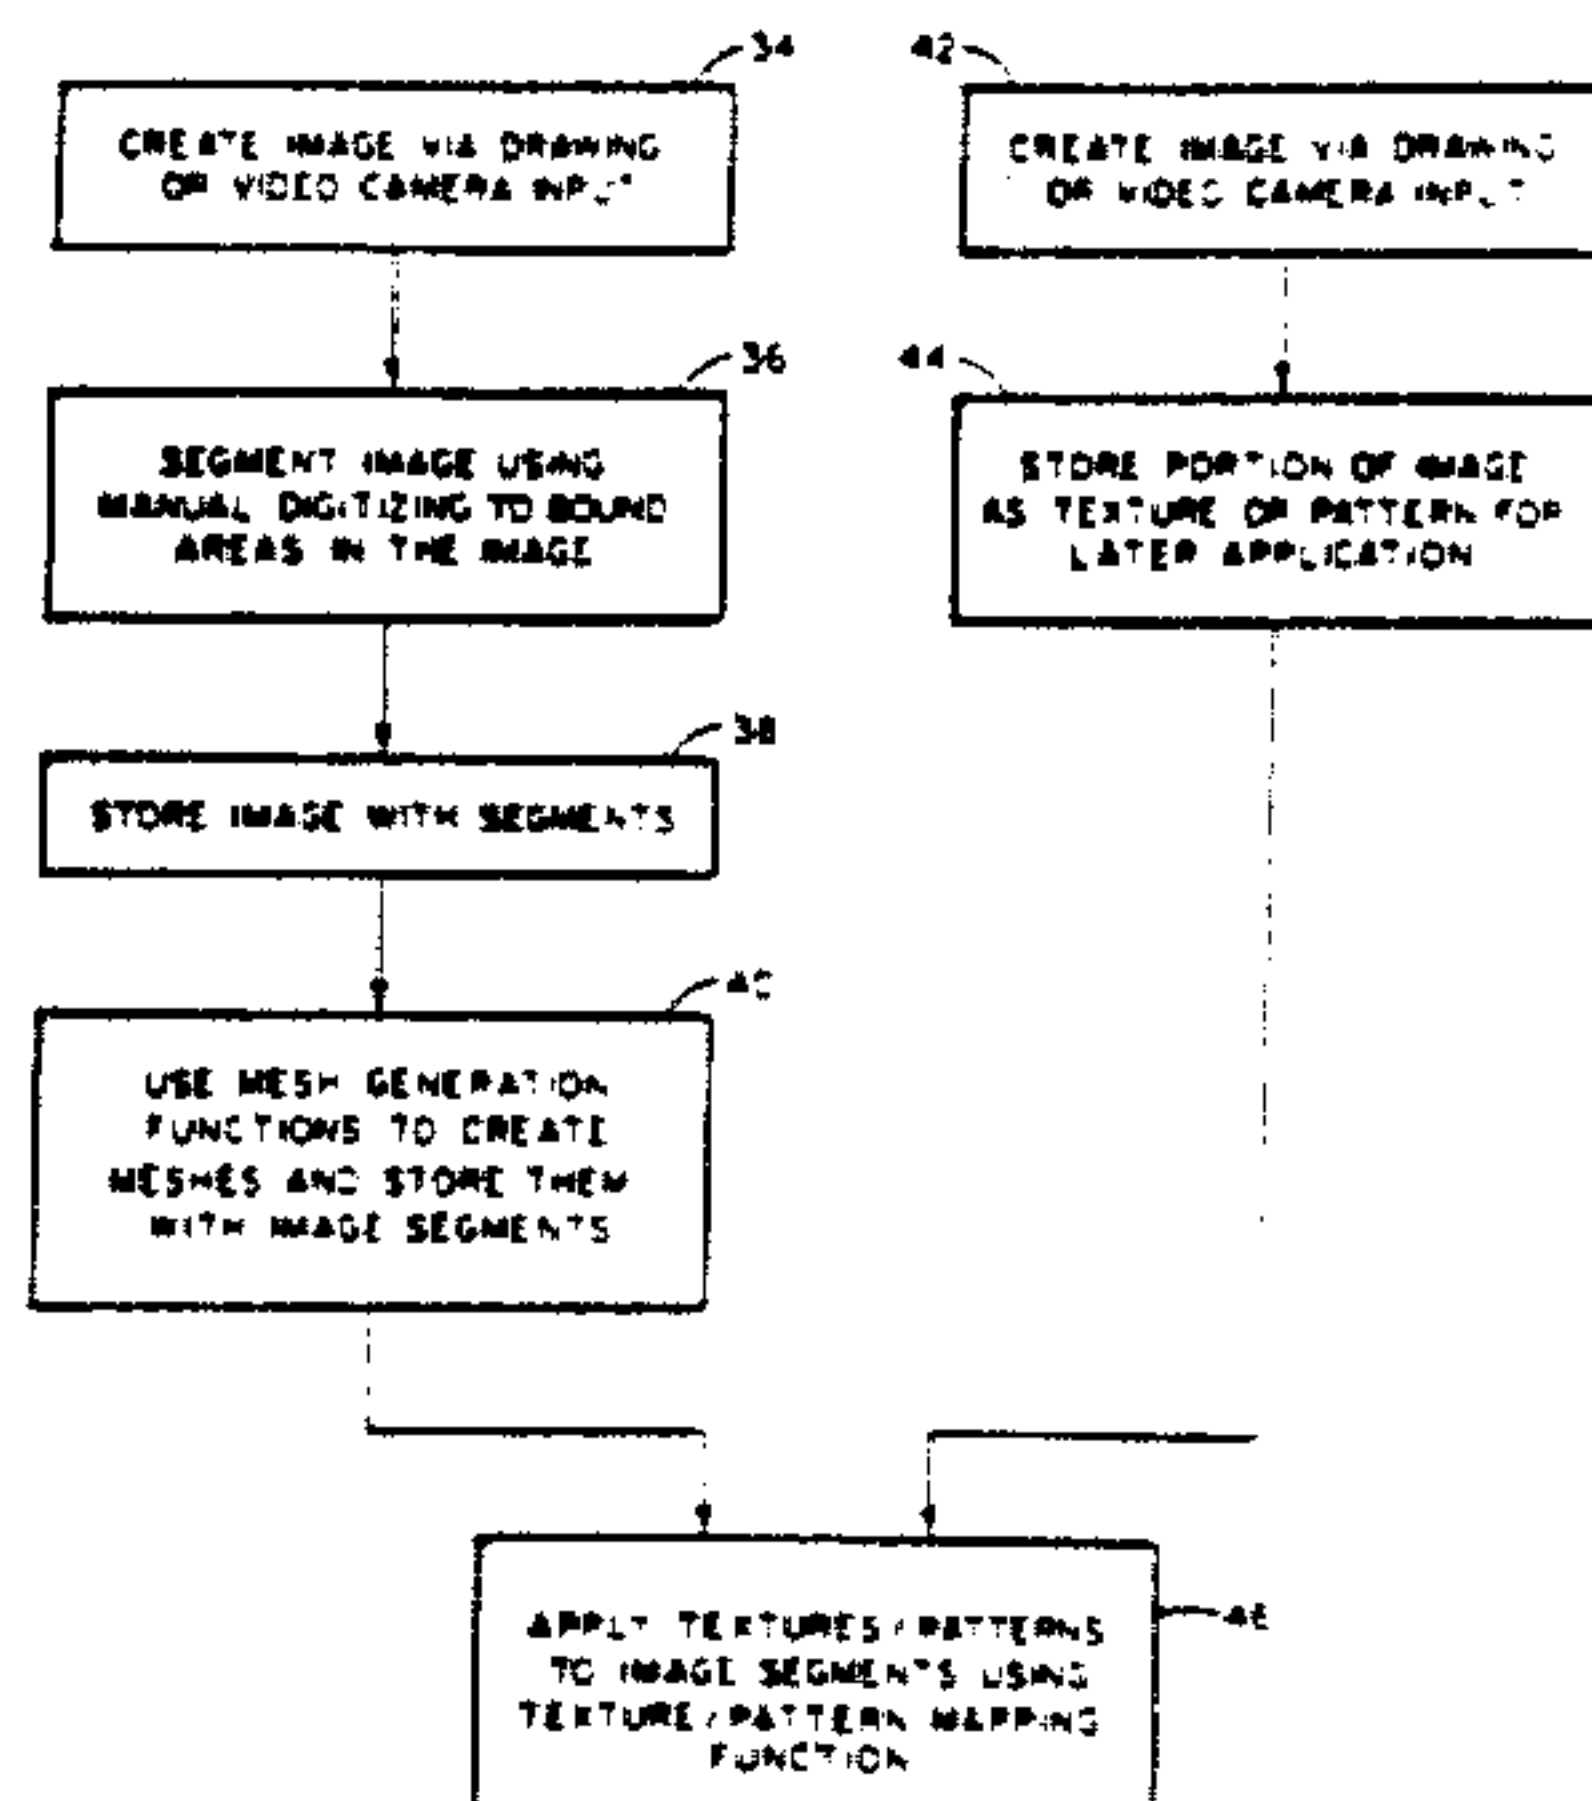 34
CREATE IMAGE VIA DRAWING
OR VIDEO CAMERA INPUT
36
SEGMENT IMAGE USING
MANUAL DIGITIZING TO BOUND
AREAS IN THE IMAGE
38
STORE IMAGE WITH SEGMENTS
40
USE MESH GENERATION
FUNCTIONS TO CREATE
MESHES AND STORE THEM
WITH IMAGE SEGMENTS
42
CREATE IMAGE VIA DRAWING
OR VIDEO CAMERA INPUT
44
STORE PORTION OF IMAGE
AS TEXTURE OR PATTERN FOR
LATER APPLICATION
46
APPLY TEXTURES/PATTERNS
TO IMAGE SEGMENTS USING
TEXTURE/PATTERN MAPPING
FUNCTION